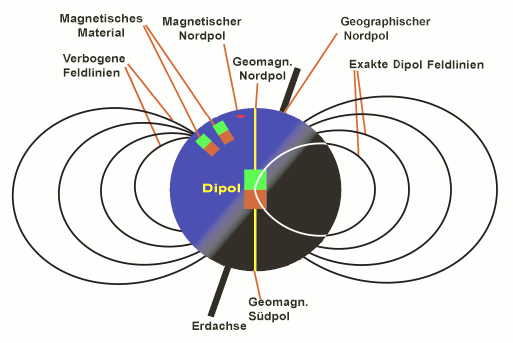 Magnetisches
Material
Magnetischer
Nordpol
Geographischer
Nordpol
Verbogene
Feldlinien
Geomagn.
Nordpol
Exakte Dipol Feldlinien
Dipol
Geomagn.
Südpol
Erdachse